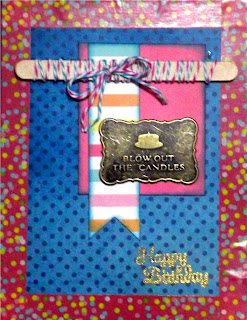 BLOW OUT
THE CANDLES
Happy
Birthday